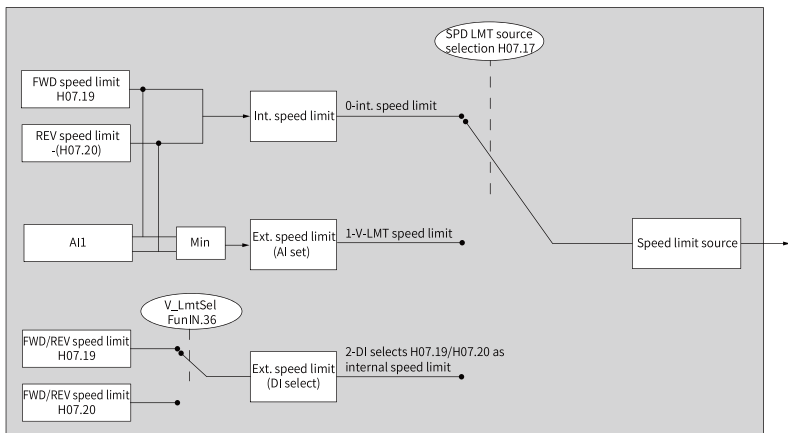 SPD LMT source
selection H07.17
FWD speed limit
H07.19
Int. speed limit
0-int. speed limit
REV speed limit
-(H07.20)
AI1
Min
Ext. speed limit
(AI set)
1-V-LMT speed limit
Speed limit source
V_LmtSel
FunIN.36
FWD/REV speed limit
H07.19
Ext. speed limit
(DI select)
2-DI selects H07.19/H07.20 as
internal speed limit
FWD/REV speed limit
H07.20